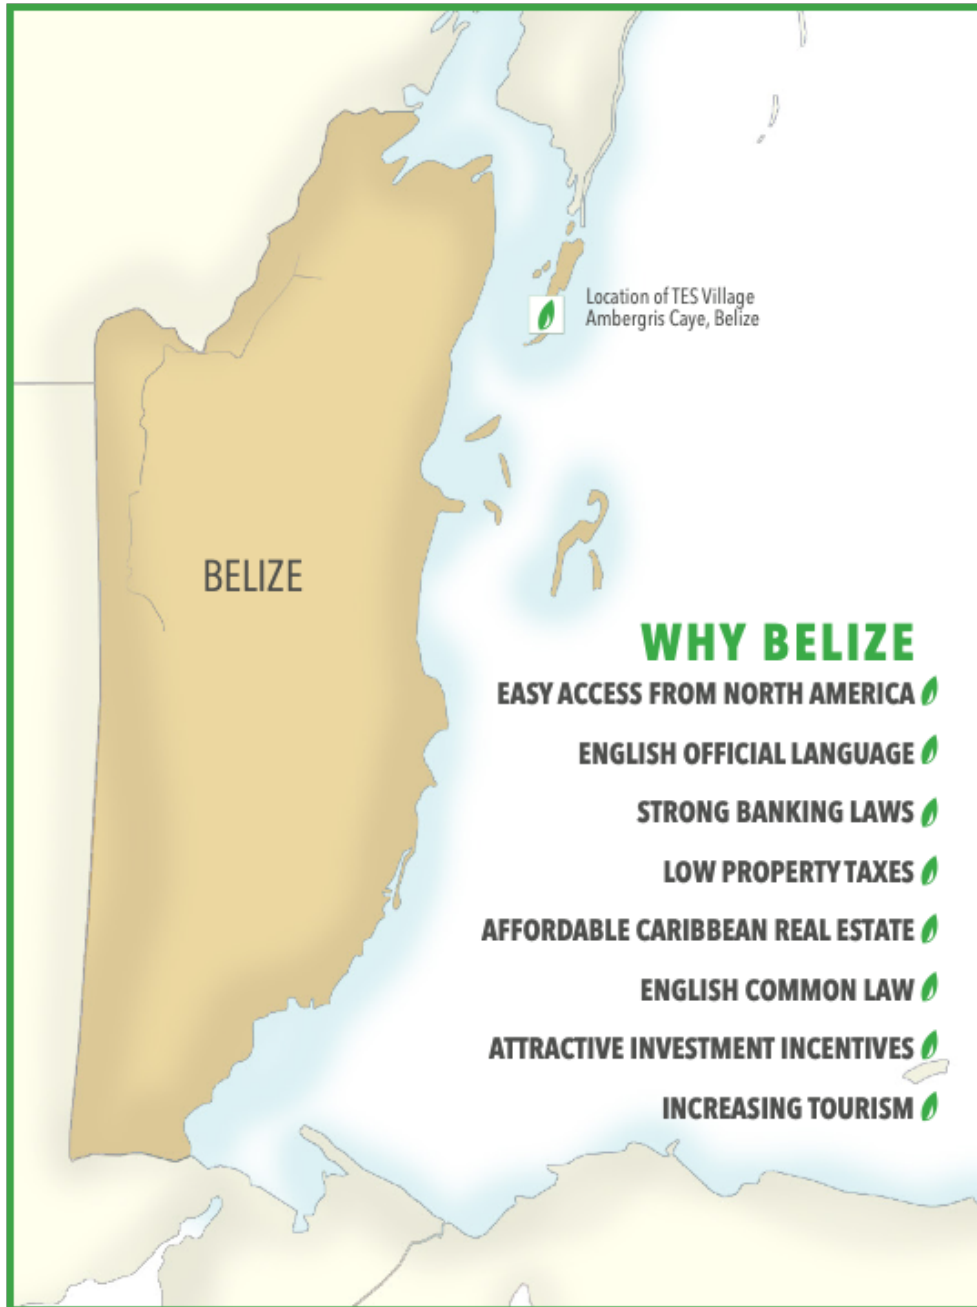 Location of TES Village
Ambergris Caye, Belize
BELIZE
WHY BELIZE
EASY ACCESS FROM NORTH AMERICA
ENGLISH OFFICIAL LANGUAGE
STRONG BANKING LAWS
LOW PROPERTY TAXES
AFFORDABLE CARIBBEAN REAL ESTATE
ENGLISH COMMON LAW
ATTRACTIVE INVESTMENT INCENTIVES
INCREASING TOURISM